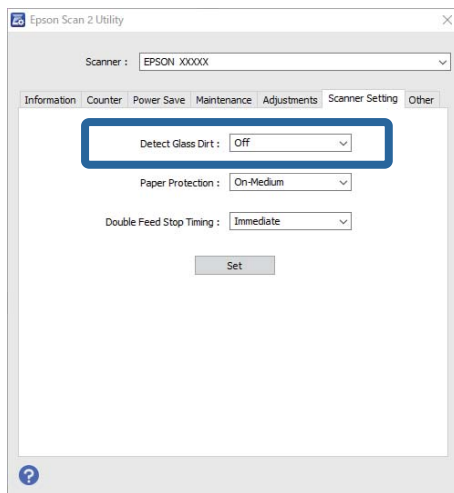 Epson Scan 2 Utility
Scanner : EPSON XXXXX
Information Counter Power Save Maintenance Adjustments Scanner Setting Other
Detect Glass Dirt : Off
Paper Protection : On-Medium
Double Feed Stop Timing : Immediate
Set
?